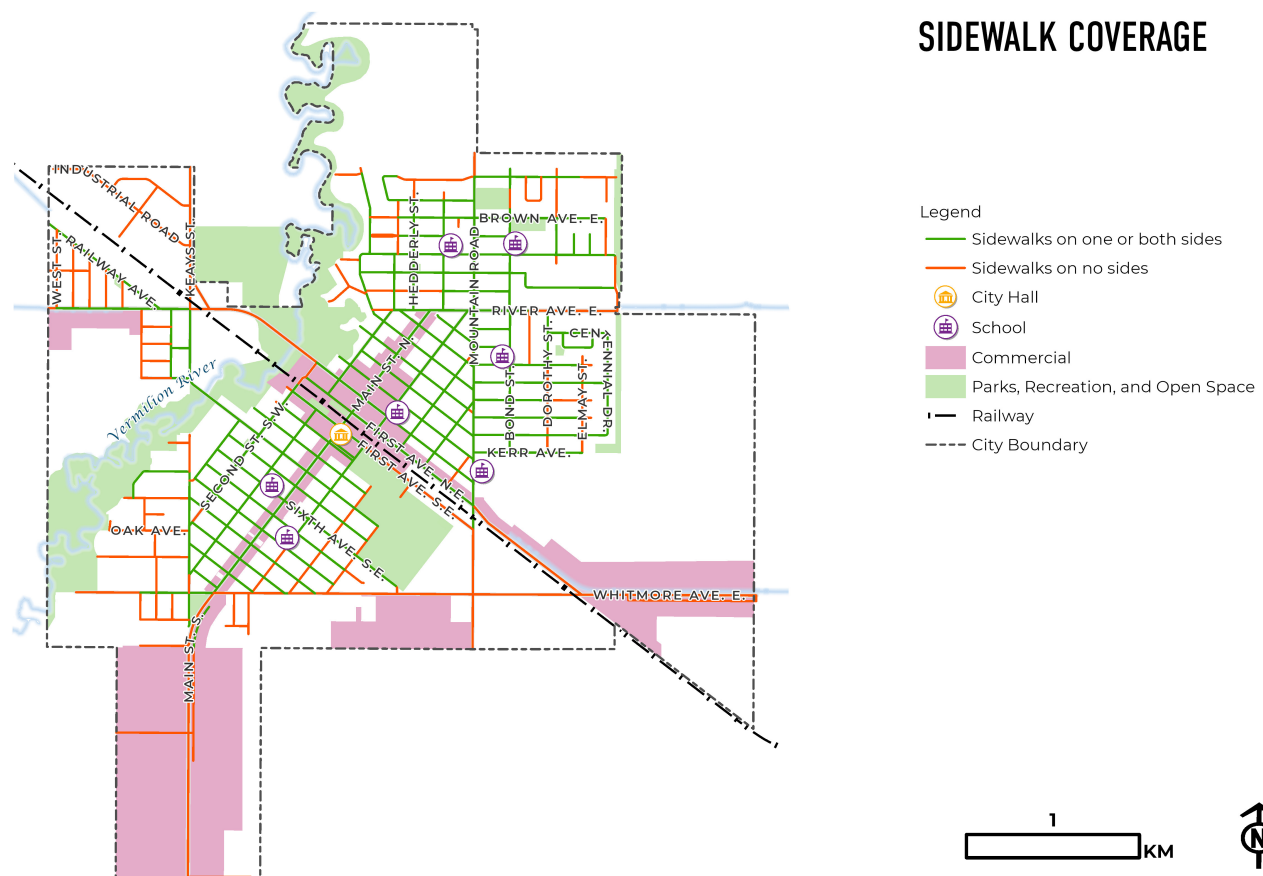 SIDEWALK COVERAGE
INDUSTRIAL ROAD
KEAYS ST.
WEST ST.
RAILWAY AVE.
HEDDERLY ST.
BROWN AVE. E.
MOUNTAIN ROAD
RIVER AVE. E.
CEN
KENNIAL DR.
DOROTHY ST.
ELMAY ST.
BOND ST.
KERR AVE.
MAIN ST. N.
Vermilion River
FIRST AVE. N.E.
FIRST AVE. S.E.
SECOND ST. S.W.
SIXTH AVE. S.E.
OAK AVE.
WHITMORE AVE. E.
MAIN ST. S.
Legend
Sidewalks on one or both sides
Sidewalks on no sides
City Hall
School
Commercial
Parks, Recreation, and Open Space
Railway
City Boundary
1
KM
N